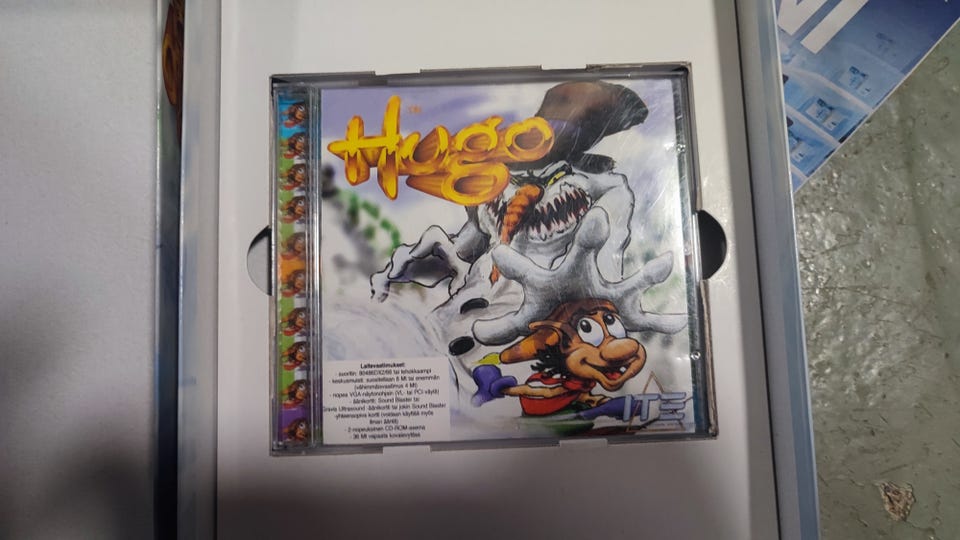 Hugo
TM
Laitevaatimukset:
- suoritin: 80486DX2/66 tai tehokkaampi
- keskusmuisti: suositellaan 8 Mt tai enemmän
(vähimmäisvaatimus 4 Mt)
- nopea VGA-näytönohjain (VL- tai PCI-väylä)
- äänikortti: Sound Blaster tai
Gravis Ultrasound -äänikortti tai jokin Sound Blaster
-yhteensopiva kortti (voidaan käyttää myös
ilman ääntä)
- 2-nopeuksinen CD-ROM-asema
- 36 Mt vapaata kovalevytilaa
ITE